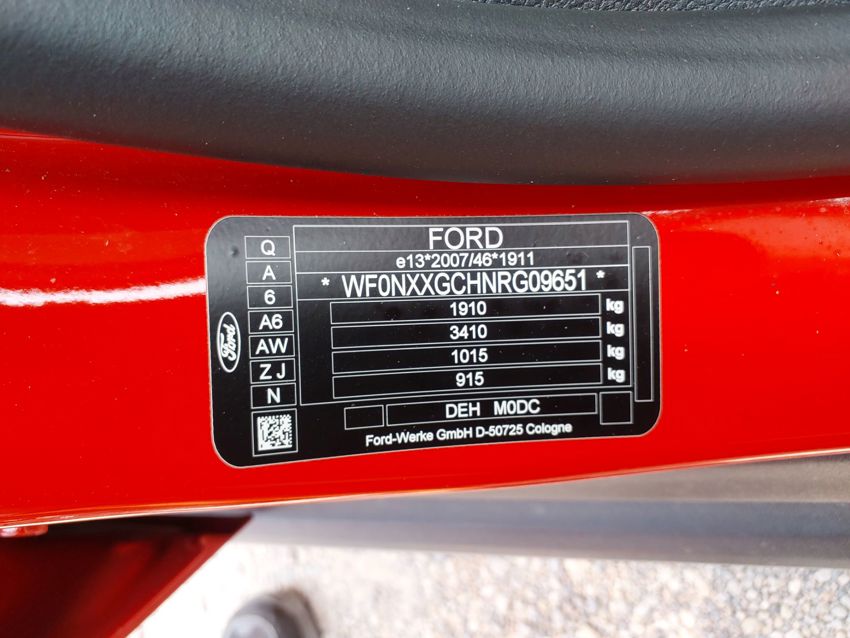 FORD
e13*2007/46*1911
* WF0NXXGCHNRG09651 *
1910 kg
3410 kg
1015 kg
915 kg
DEH M0DC
Ford-Werke GmbH D-50725 Cologne
Q
A
6
A6
AW
Z J
N
Ford